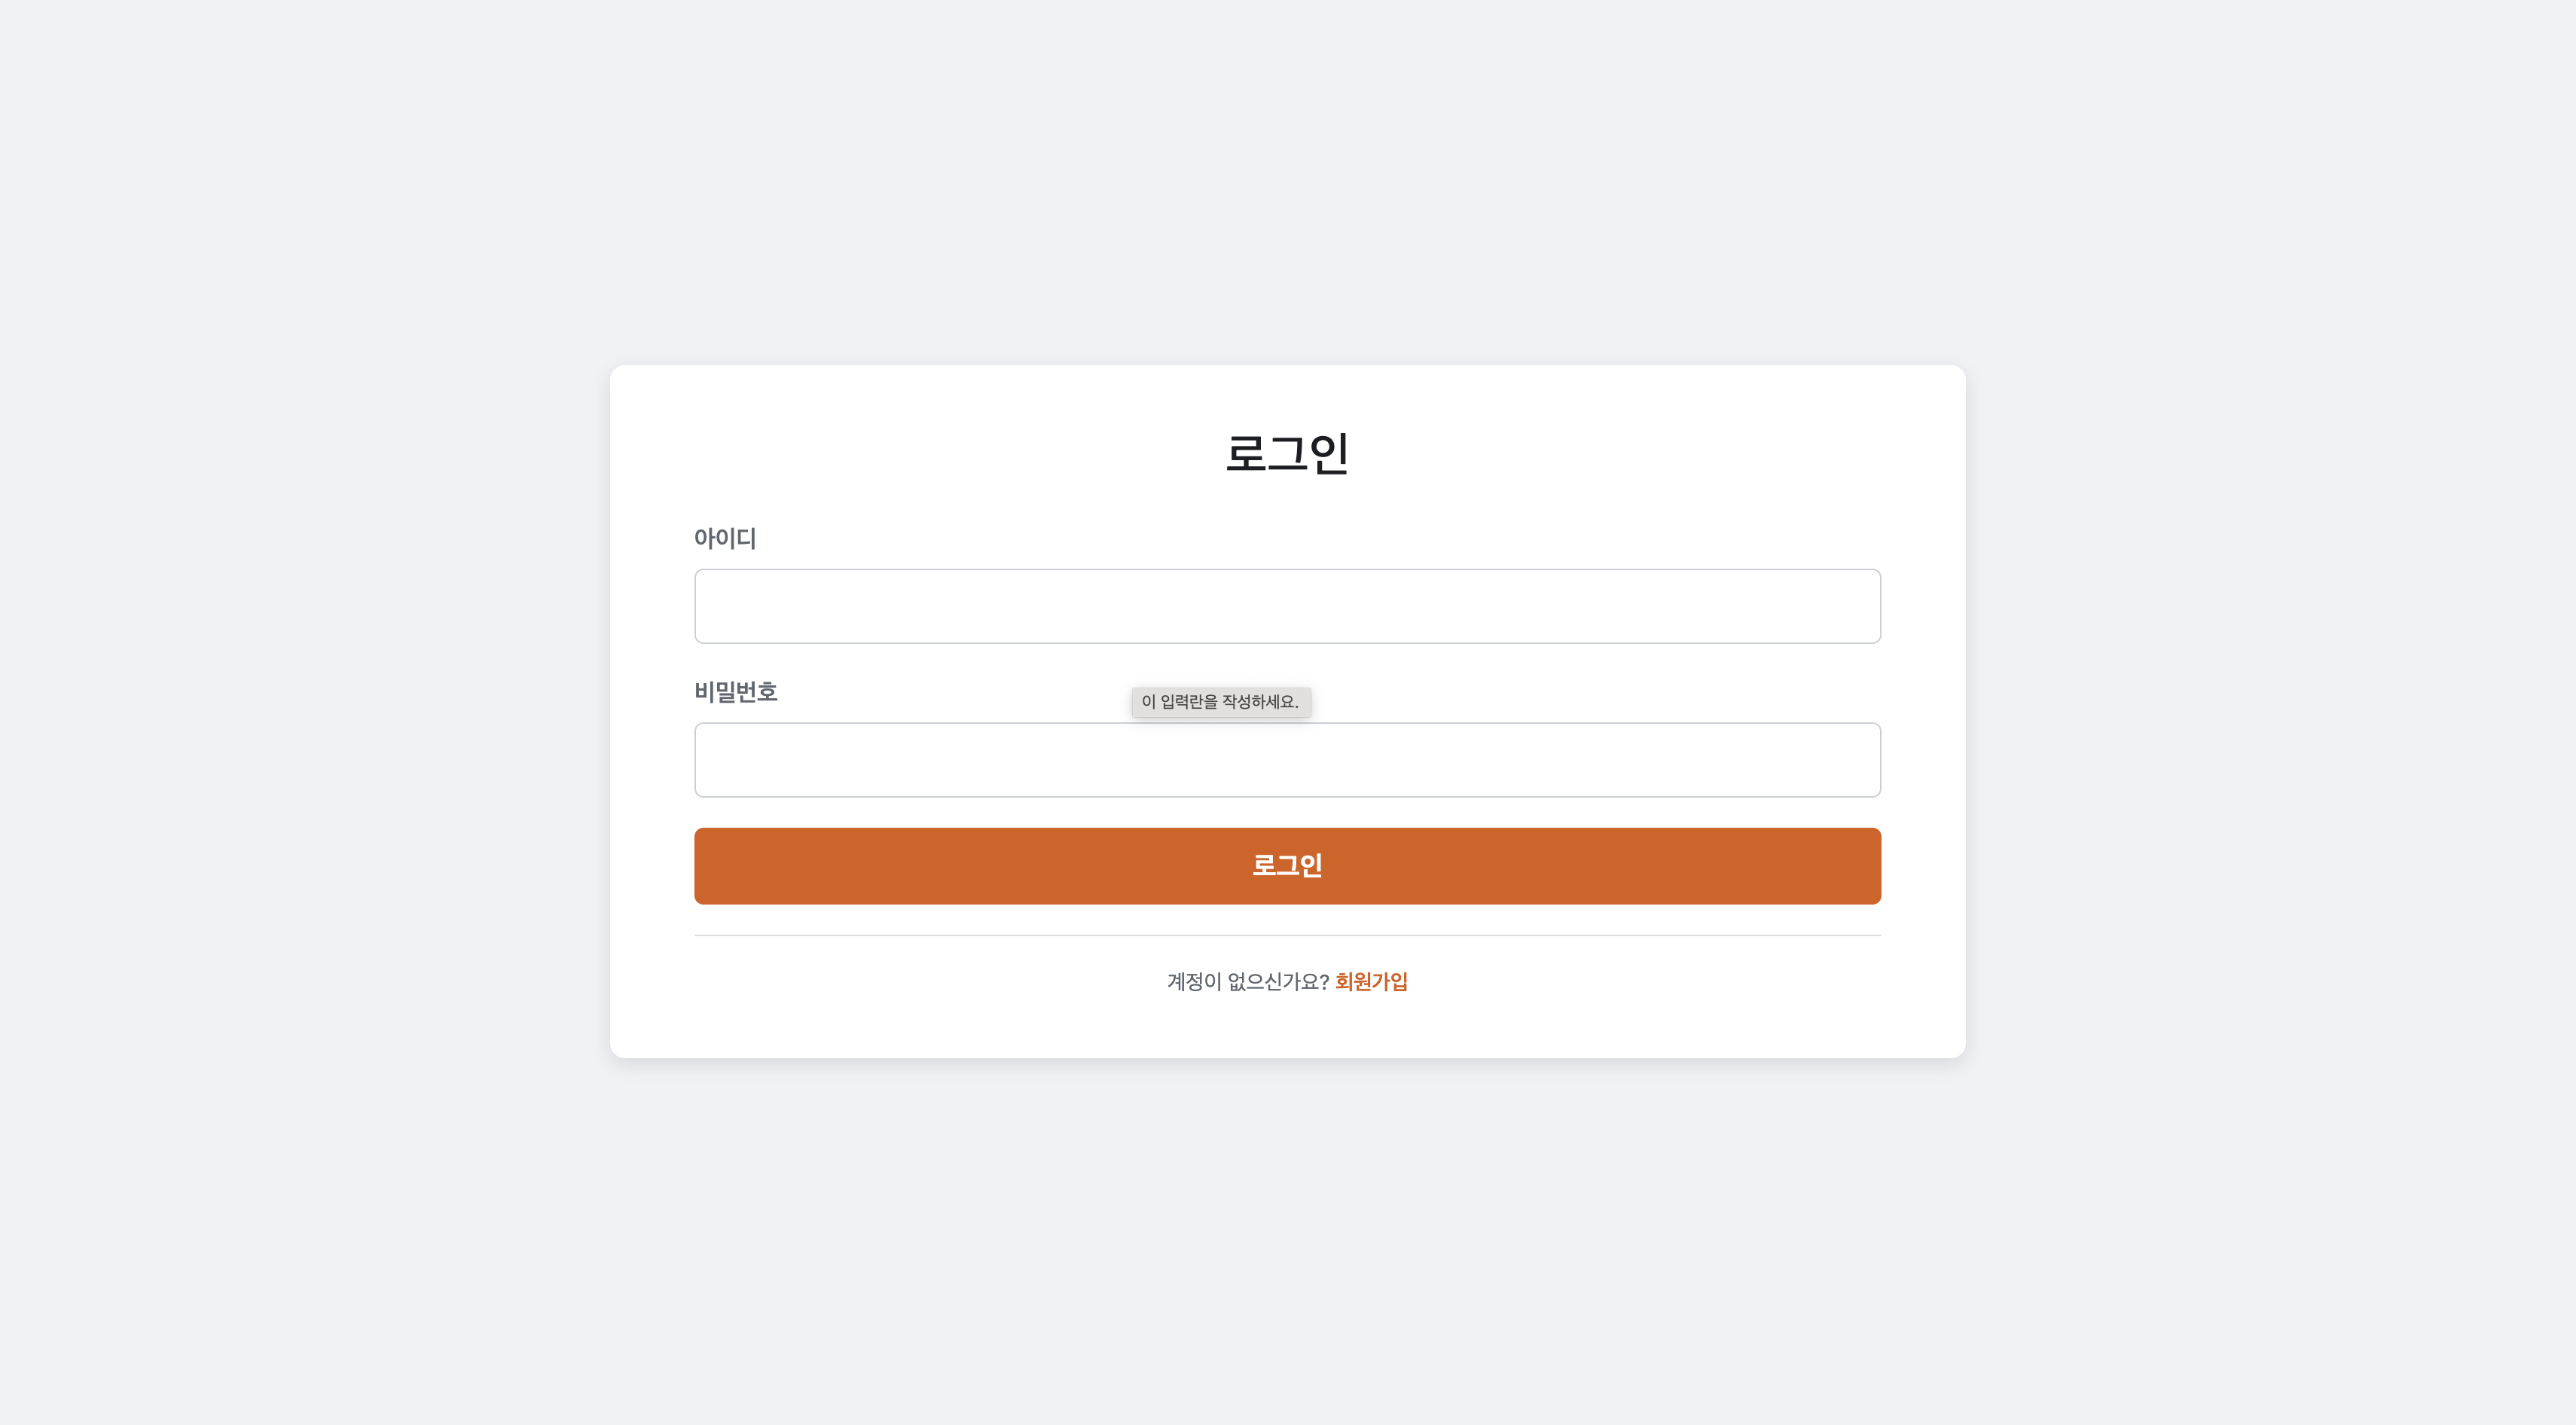 로그인
아이디
비밀번호
이 입력란을 작성하세요.
로그인
계정이 없으신가요? 회원가입